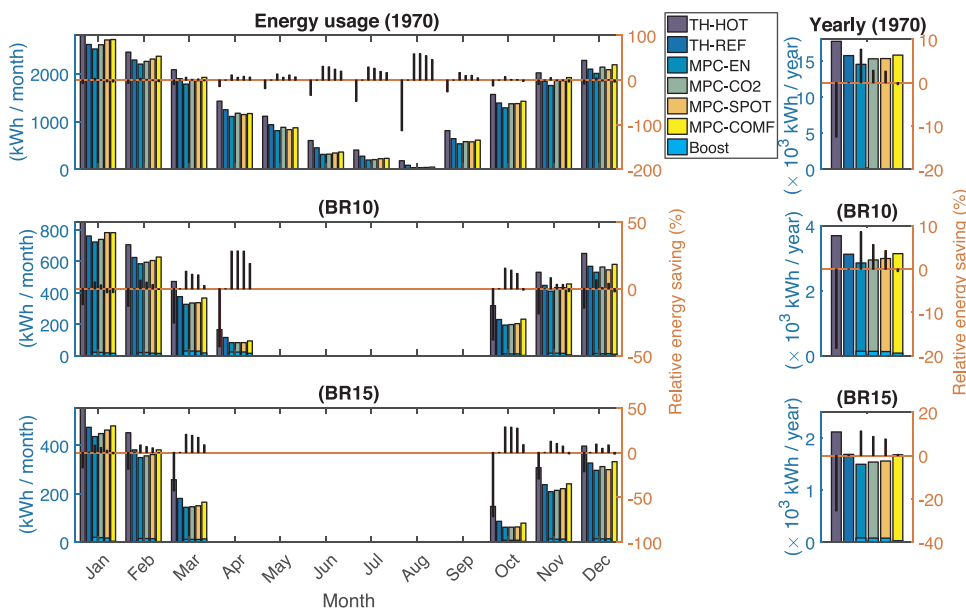 Energy usage (1970)
(kWh / month)
2000
1000
0
100
0
-100
-200
TH-HOT
TH-REF
MPC-EN
MPC-CO2
MPC-SPOT
MPC-COMF
Boost
Yearly (1970)
(× 10³ kWh / year)
15
10
5
0
10
0
-10
-20
(BR10)
(kWh / month)
800
600
400
200
0
50
0
-50
Relative energy saving (%)
(BR10)
(× 10³ kWh / year)
4
2
0
10
0
-10
-20
Relative energy saving (%)
(BR15)
(kWh / month)
400
200
0
50
0
-50
-100
Jan
Feb
Mar
Apr
May
Jun
Jul
Aug
Sep
Oct
Nov
Dec
Month
(BR15)
(× 10³ kWh / year)
2
1
0
20
0
-20
-40